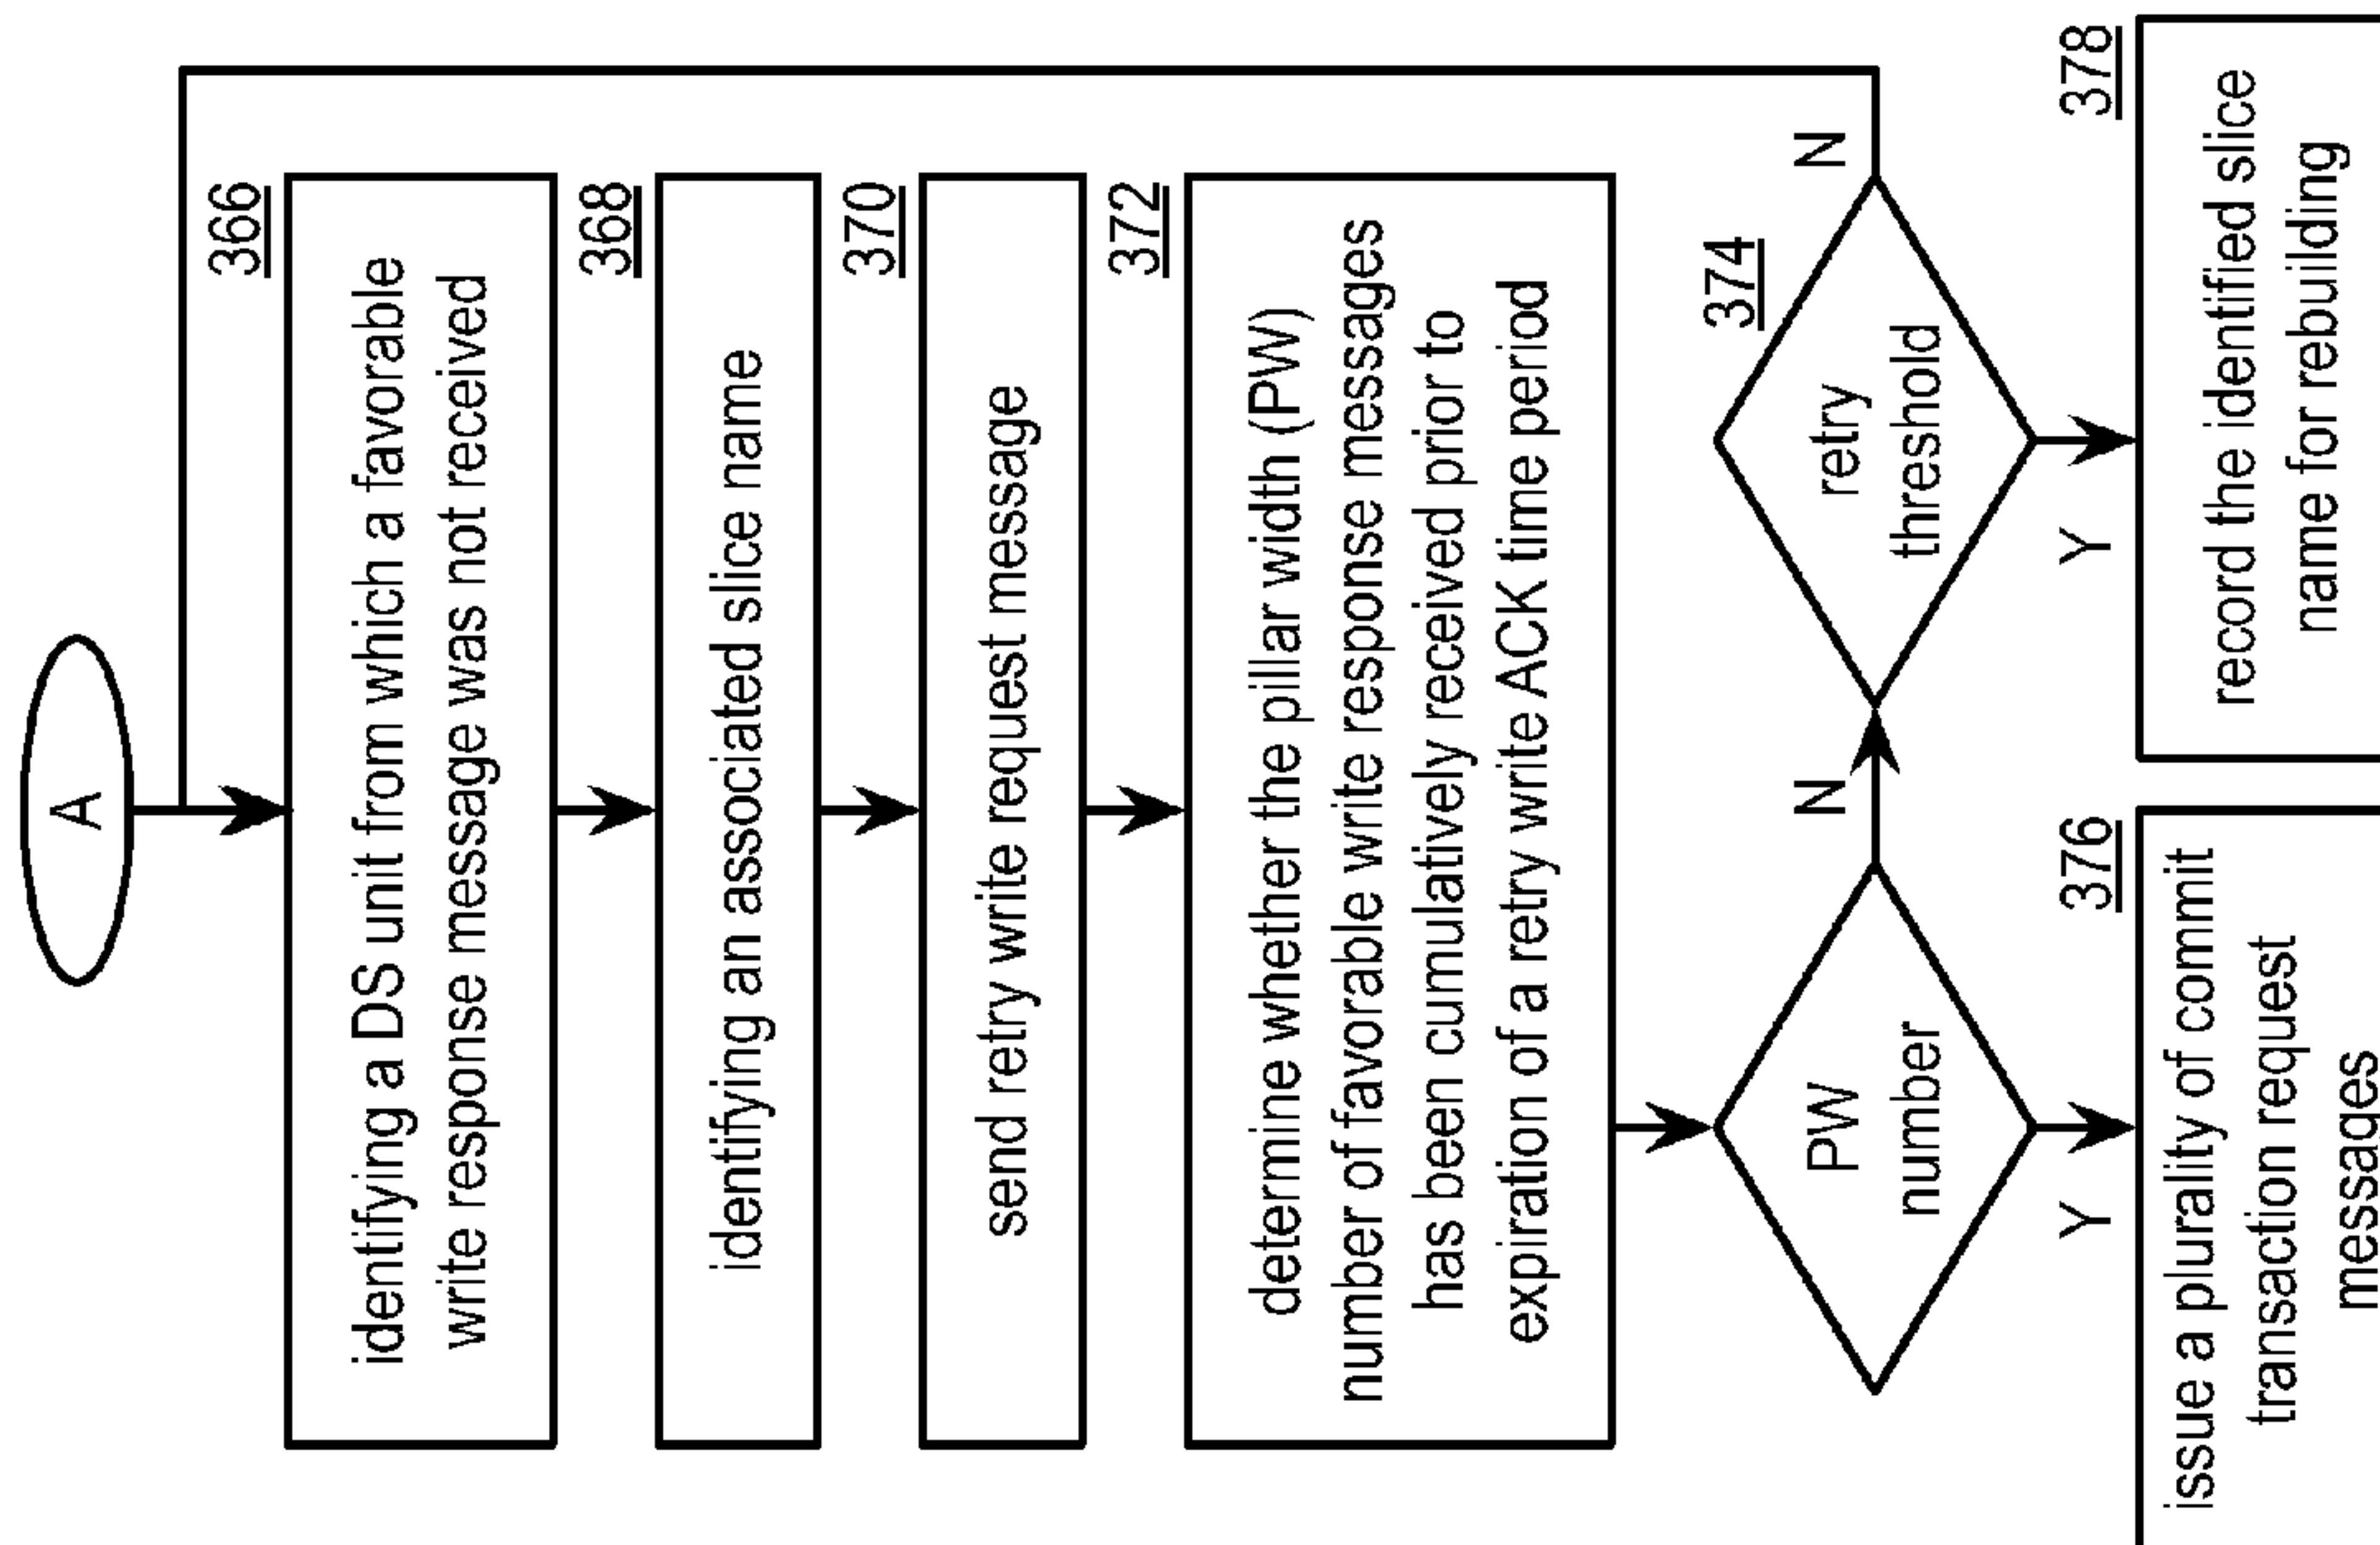 A
366
identifying a DS unit from which a favorable
write response message was not received
368
identifying an associated slice name
370
send retry write request message
372
determine whether the pillar width (PW)
number of favorable write response messages
has been cumulatively received prior to
expiration of a retry write ACK time period
PW
number
N
Y
374
retry
threshold
N
Y
376
issue a plurality of commit
transaction request
messages
378
record the identified slice
name for rebuilding